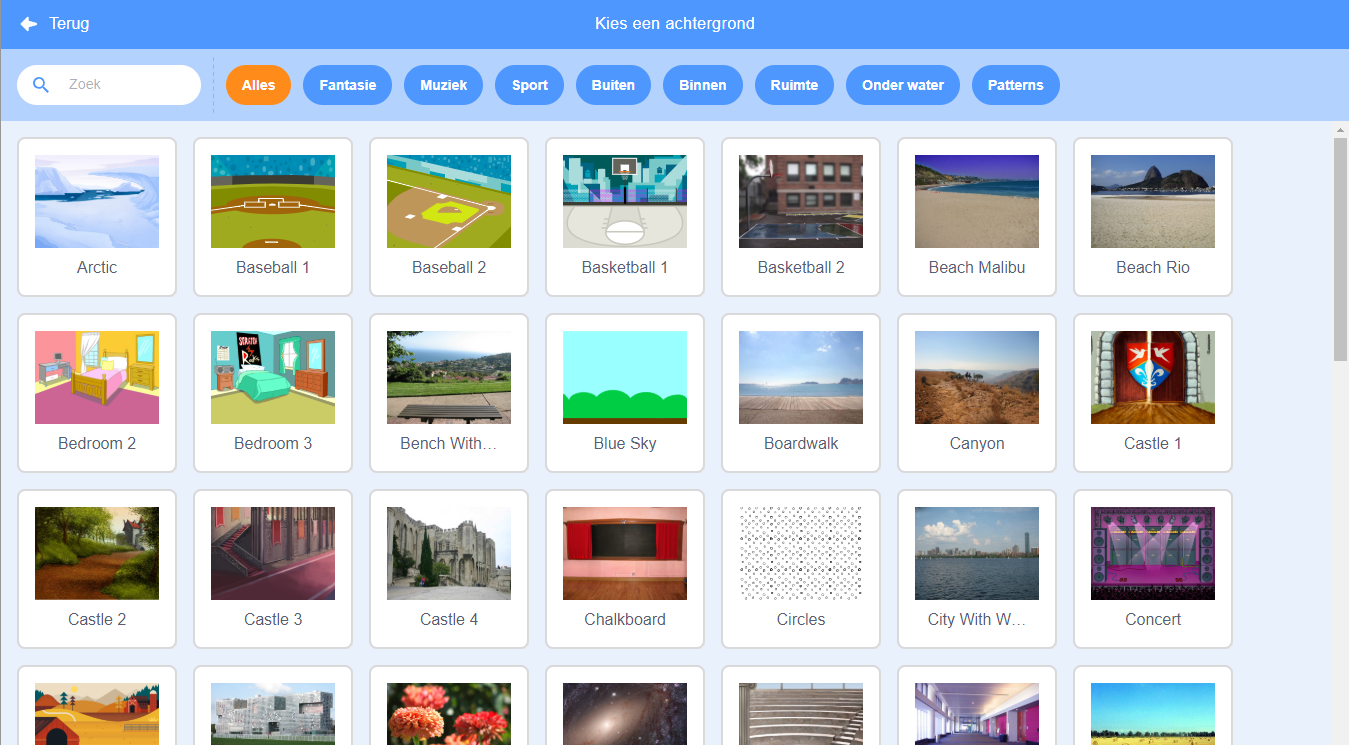 Terug
Kies een achtergrond
Zoek
Alles
Fantasie
Muziek
Sport
Buiten
Binnen
Ruimte
Onder water
Patterns
Arctic
Baseball 1
Baseball 2
Basketball 1
Basketball 2
Beach Malibu
Beach Rio
Bedroom 2
Bedroom 3
Bench With...
Blue Sky
Boardwalk
Canyon
Castle 1
Castle 2
Castle 3
Castle 4
Chalkboard
Circles
City With W...
Concert